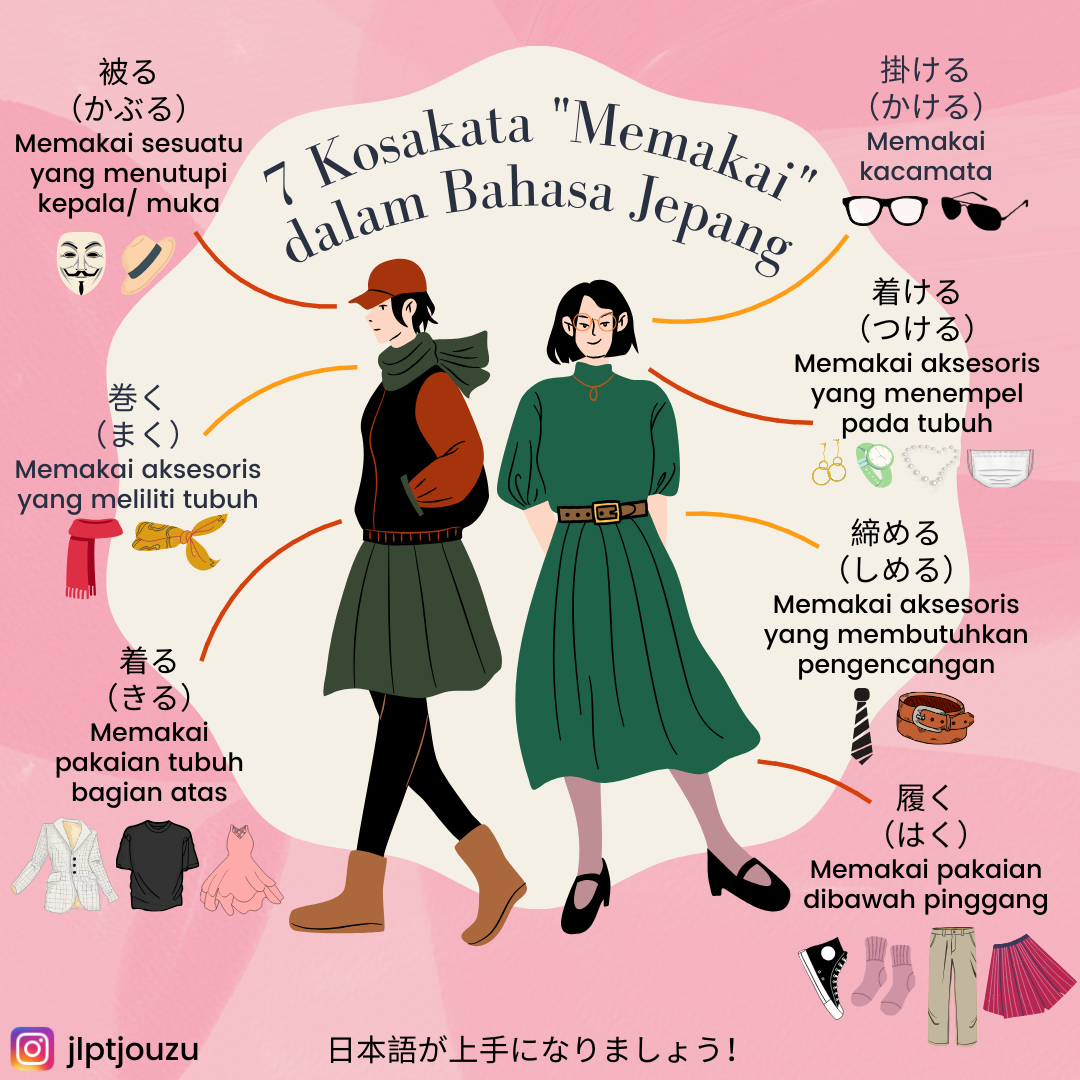 7 Kosakata "Memakai"
dalam Bahasa Jepang
被る
（かぶる）
Memakai sesuatu
yang menutupi
kepala/ muka
巻く
（まく）
Memakai aksesoris
yang meliliti tubuh
着る
（きる）
Memakai
pakaian tubuh
bagian atas
掛ける
（かける）
Memakai
kacamata
着ける
（つける）
Memakai aksesoris
yang menempel
pada tubuh
締める
（しめる）
Memakai aksesoris
yang membutuhkan
pengencangan
履く
（はく）
Memakai pakaian
dibawah pinggang
jlptjouzu
日本語が上手になりましょう！